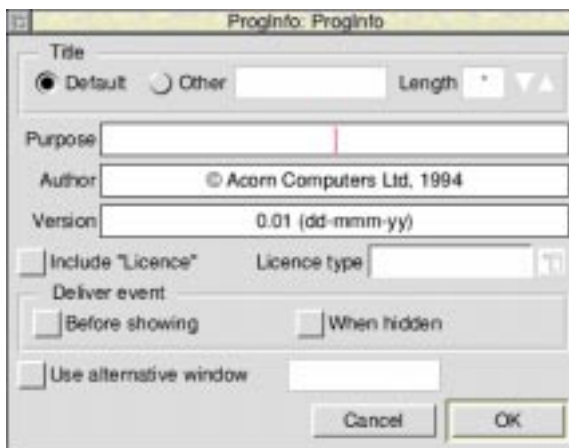 ProgInfo: ProgInfo
Title
Default Other Length *
Purpose
Author © Acorn Computers Ltd, 1994
Version 0.01 (dd-mmm-yy)
Include "Licence" Licence type
Deliver event
Before showing When hidden
Use alternative window
Cancel OK